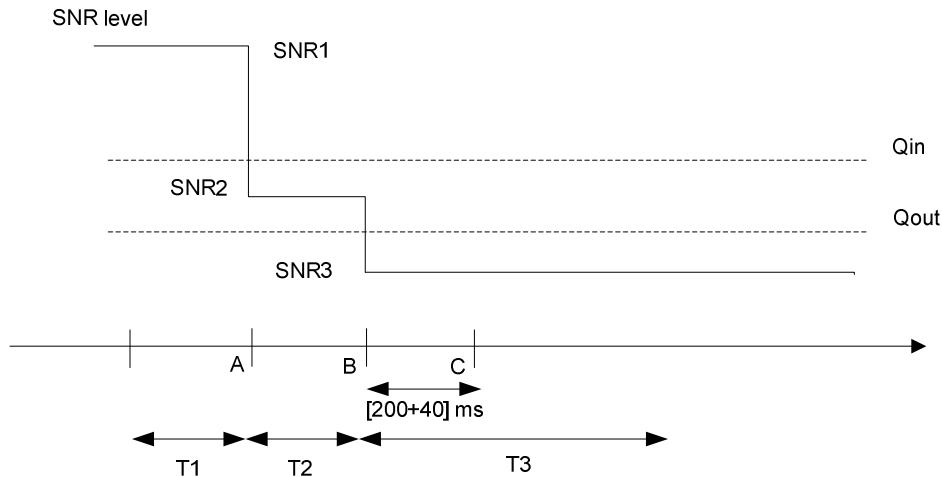 SNR level
SNR1
Qin
SNR2
Qout
SNR3
A
B
C
[200+40] ms
T1
T2
T3